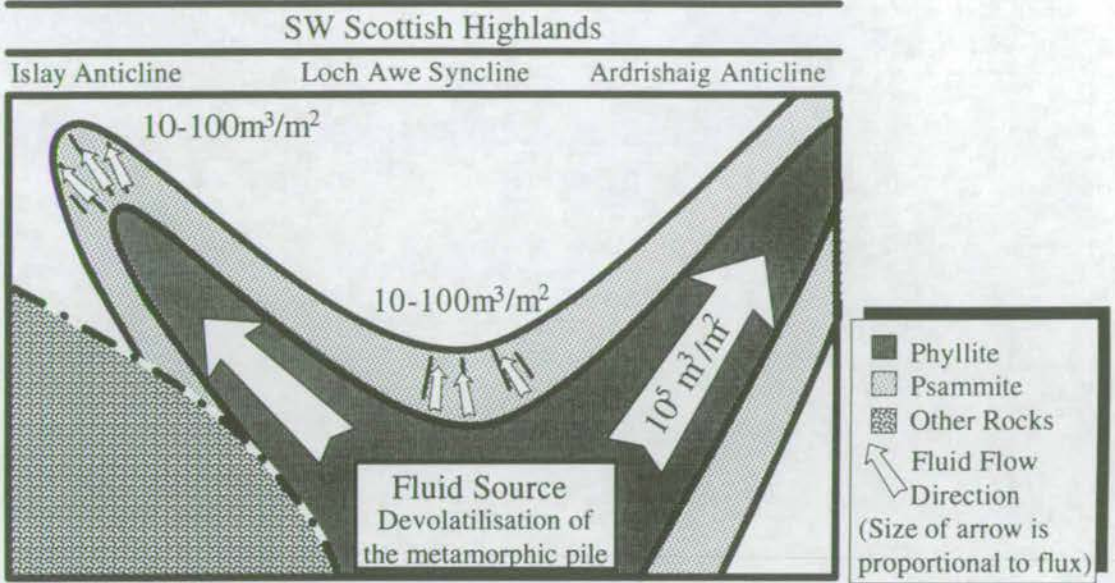 SW Scottish Highlands
Islay Anticline Loch Awe Syncline Ardrishaig Anticline
10-100m³/m²
10-100m³/m²
10⁵ m³/m²
Fluid Source
Devolatilisation of
the metamorphic pile
Phyllite
Psammite
Other Rocks
Fluid Flow
Direction
(Size of arrow is
proportional to flux)